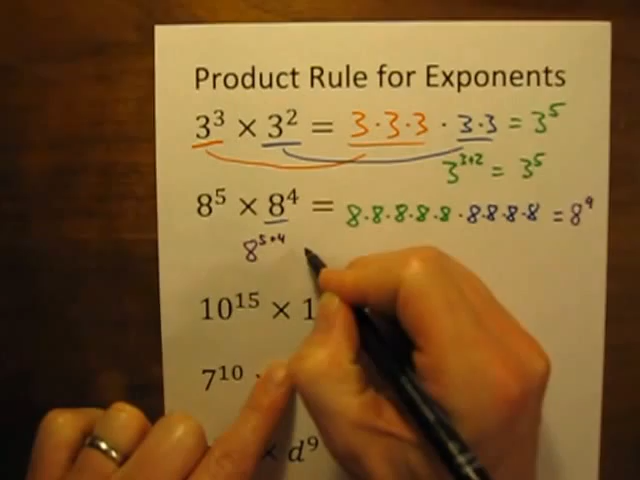 Product Rule for Exponents
3³ × 3² = 3·3·3 · 3·3 = 3⁵
3³⁺² = 3⁵
8⁵ × 8⁴ = 8·8·8·8·8·8·8·8·8 = 8⁹
8⁵⁺⁴
10¹⁵ × 1
7¹⁰ ·
× d⁹